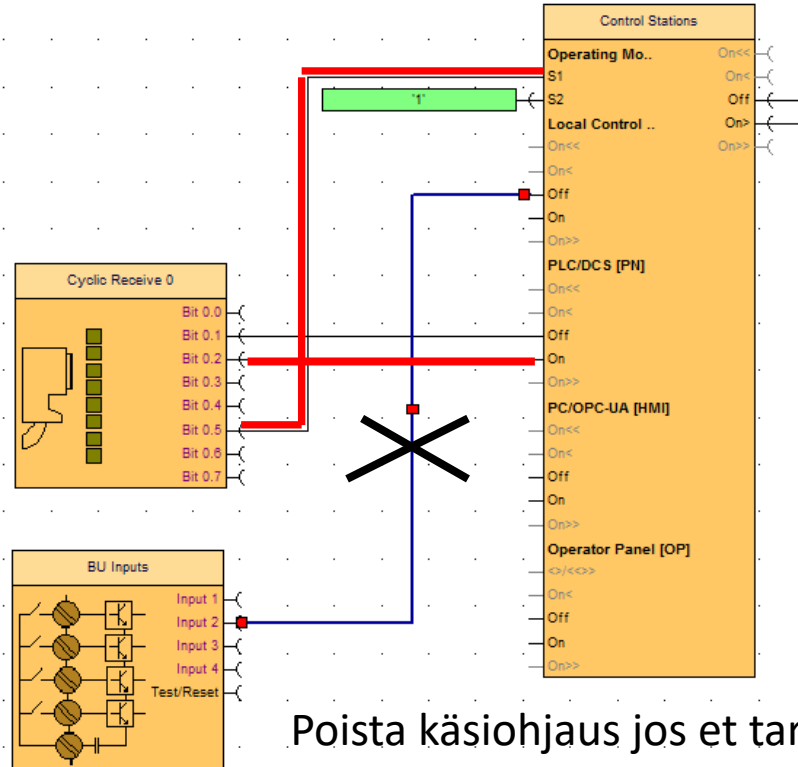 Control Stations
Operating Mo.. On<<
S1 On<
'1' S2 Off
Local Control .. On>
On<< On>>
On<
Off
On
On>>
PLC/DCS [PN]
On<<
On<
Off
On
On>>
PC/OPC-UA [HMI]
On<<
On<
Off
On
On>>
Operator Panel [OP]
<>/<<>>
On<
Off
On
On>>
Cyclic Receive 0
Bit 0.0
Bit 0.1
Bit 0.2
Bit 0.3
Bit 0.4
Bit 0.5
Bit 0.6
Bit 0.7
BU Inputs
Input 1
Input 2
Input 3
Input 4
Test/Reset
Poista käsiohjaus jos et